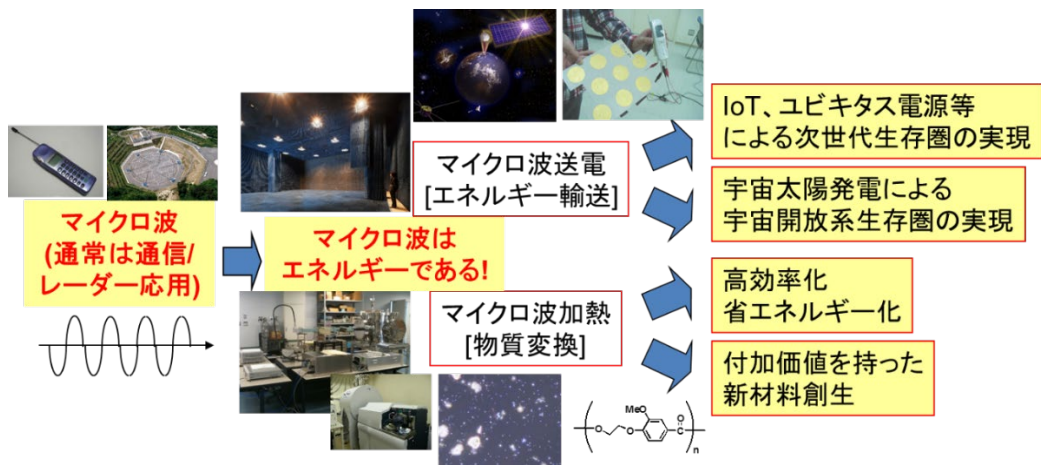 マイクロ波
(通常は通信/
レーダー応用)
マイクロ波は
エネルギーである!
マイクロ波送電
[エネルギー輸送]
IoT、ユビキタス電源等
による次世代生存圏の実現
宇宙太陽発電による
宇宙開放系生存圏の実現
マイクロ波加熱
[物質変換]
高効率化
省エネルギー化
付加価値を持った
新材料創生
MeO
O
O
O
C
n